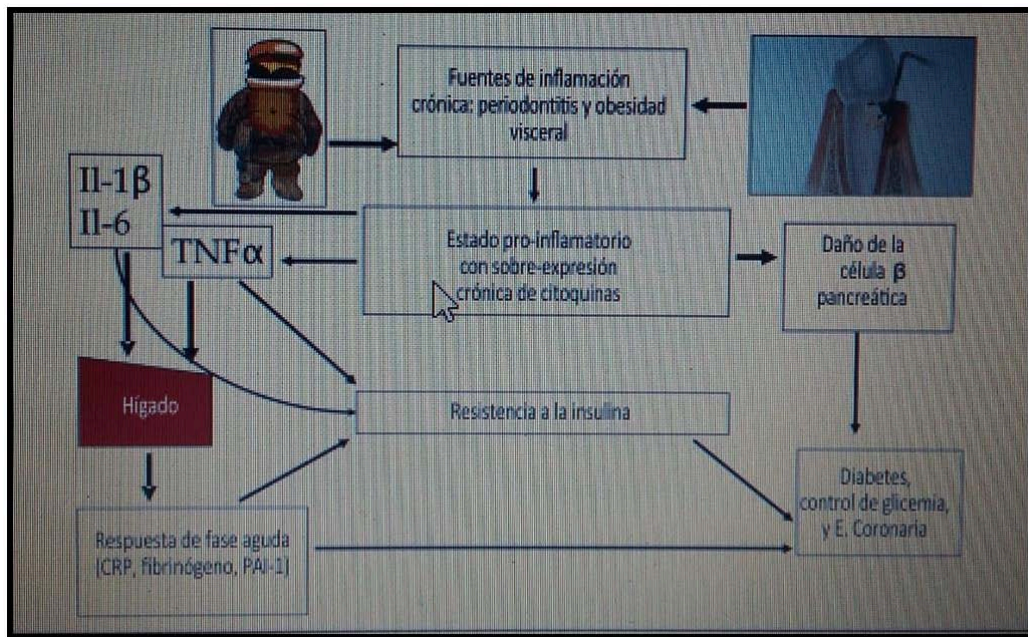 Fuentes de inflamación
crónica: periodontitis y obesidad
visceral
Il-1β
Il-6
TNFα
Estado pro-inflamatorio
con sobre-expresión
crónica de citoquinas
Daño de la
célula β
pancreática
Hígado
Resistencia a la insulina
Diabetes,
control de glicemia,
y E. Coronaria
Respuesta de fase aguda
(CRP, fibrinógeno, PAI-1)